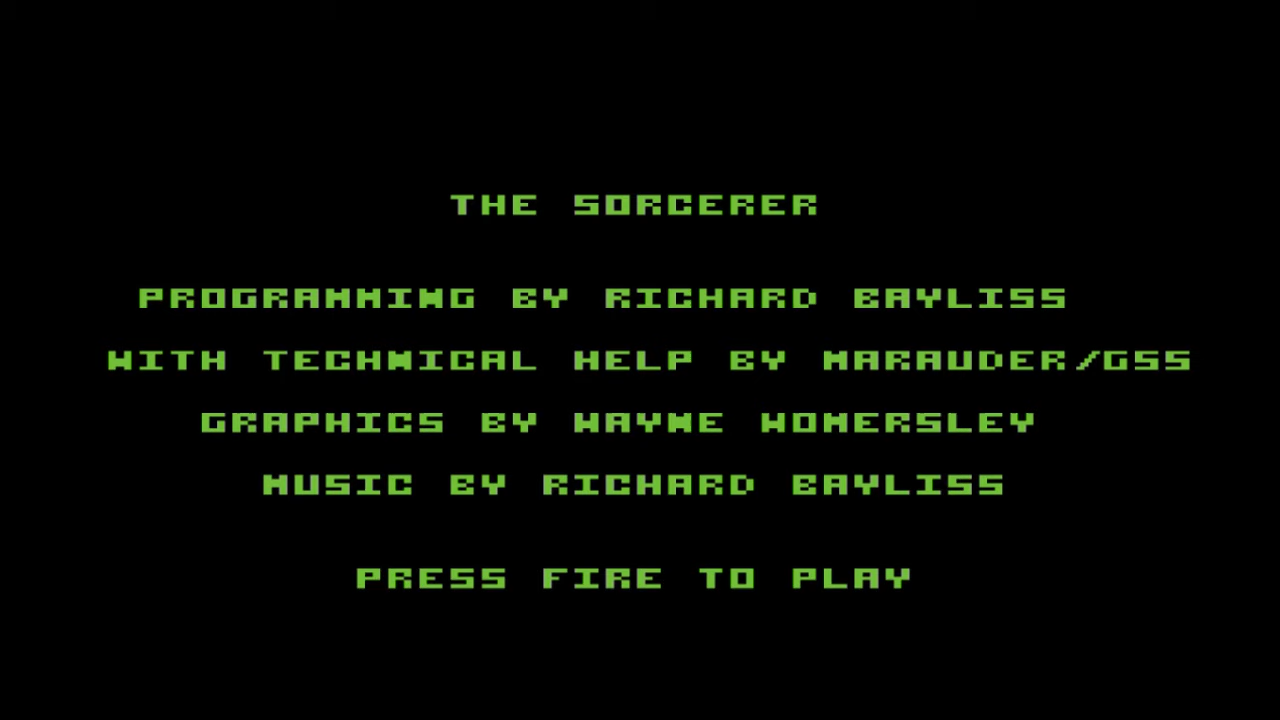 THE SORCERER
PROGRAMMING BY RICHARD BAYLISS
WITH TECHNICAL HELP BY MARAUDER/GSS
GRAPHICS BY WAYNE WOMERSLEY
MUSIC BY RICHARD BAYLISS
PRESS FIRE TO PLAY